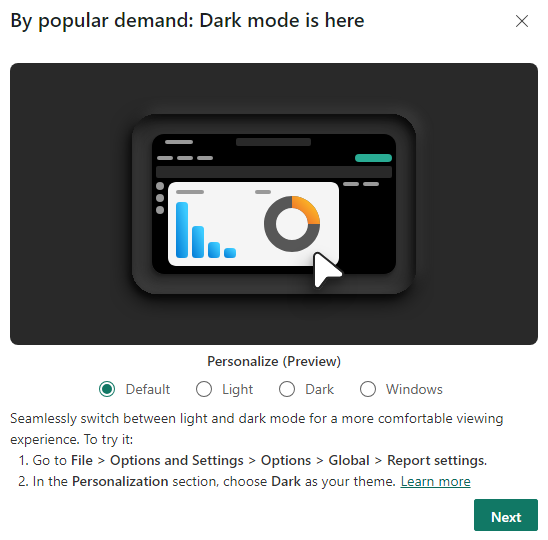 By popular demand: Dark mode is here
Personalize (Preview)
Default Light Dark Windows
Seamlessly switch between light and dark mode for a more comfortable viewing
experience. To try it:
1. Go to File > Options and Settings > Options > Global > Report settings.
2. In the Personalization section, choose Dark as your theme. Learn more
Next